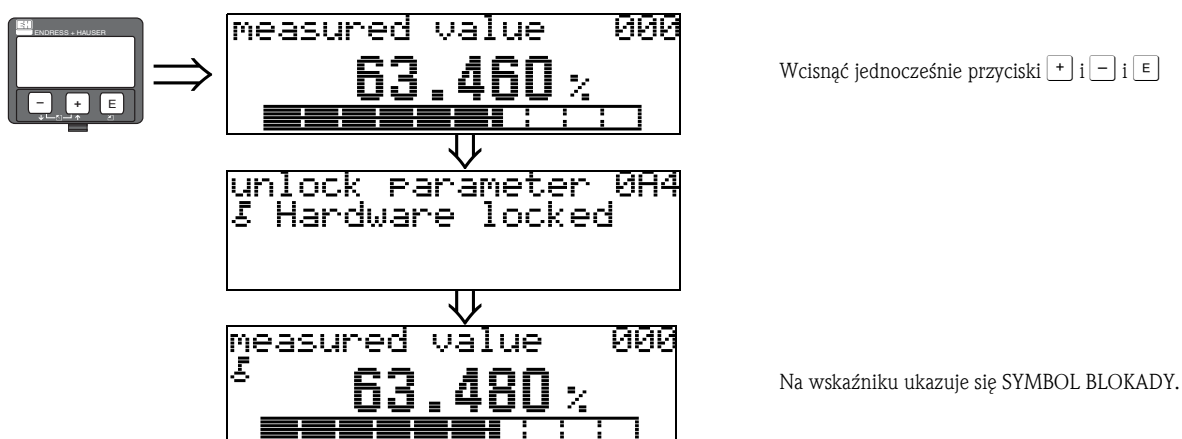 E+H
ENDRESS + HAUSER
- + E
measured value 000
63.460 %
Wcisnąć jednocześnie przyciski + i - i E
unlock parameter 0A4
Hardware locked
measured value 000
63.480 %
Na wskaźniku ukazuje się SYMBOL BLOKADY.